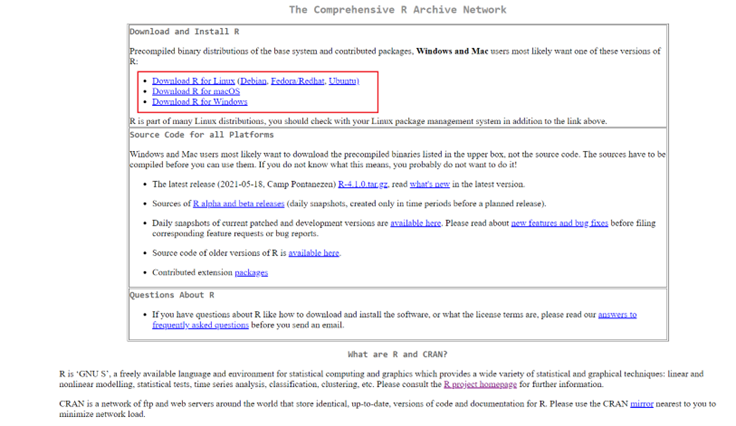 The Comprehensive R Archive Network
Download and Install R
Precompiled binary distributions of the base system and contributed packages, Windows and Mac users most likely want one of these versions of
R:
• Download R for Linux (Debian, Fedora/Redhat, Ubuntu)
• Download R for macOS
• Download R for Windows
R is part of many Linux distributions, you should check with your Linux package management system in addition to the link above.
Source Code for all Platforms
Windows and Mac users most likely want to download the precompiled binaries listed in the upper box, not the source code. The sources have to be
compiled before you can use them. If you do not know what this means, you probably do not want to do it!
• The latest release (2021-05-18, Camp Pontanezen) R-4.1.0.tar.gz, read what's new in the latest version.
• Sources of R alpha and beta releases (daily snapshots, created only in time periods before a planned release).
• Daily snapshots of current patched and development versions are available here. Please read about new features and bug fixes before filing
corresponding feature requests or bug reports.
• Source code of older versions of R is available here.
• Contributed extension packages
Questions About R
• If you have questions about R like how to download and install the software, or what the license terms are, please read our answers to
frequently asked questions before you send an email.
What are R and CRAN?
R is ‘GNU S’, a freely available language and environment for statistical computing and graphics which provides a wide variety of statistical and graphical techniques: linear and
nonlinear modelling, statistical tests, time series analysis, classification, clustering, etc. Please consult the R project homepage for further information.
CRAN is a network of ftp and web servers around the world that store identical, up-to-date, versions of code and documentation for R. Please use the CRAN mirror nearest to you to
minimize network load.